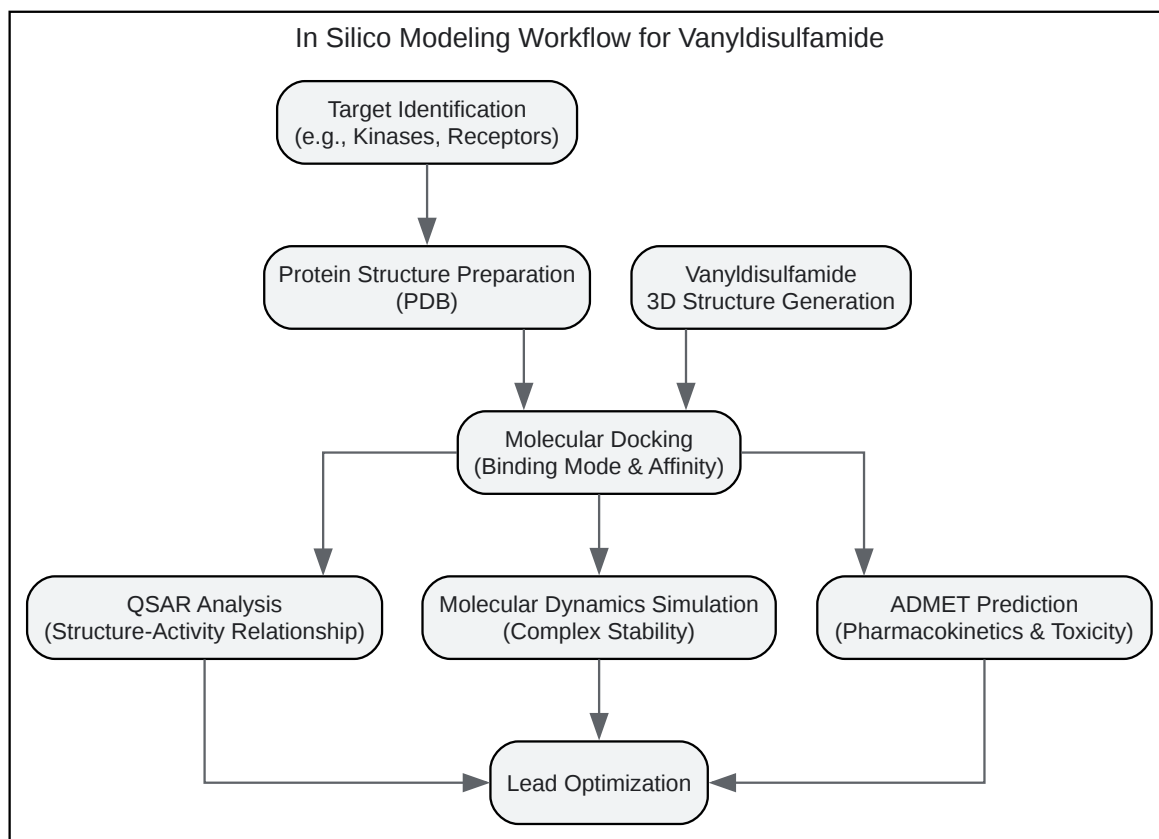 In Silico Modeling Workflow for Vanyldisulfamide
Target Identification
(e.g., Kinases, Receptors)
Protein Structure Preparation
(PDB)
Vanyldisulfamide
3D Structure Generation
Molecular Docking
(Binding Mode & Affinity)
QSAR Analysis
(Structure-Activity Relationship)
Molecular Dynamics Simulation
(Complex Stability)
ADMET Prediction
(Pharmacokinetics & Toxicity)
Lead Optimization